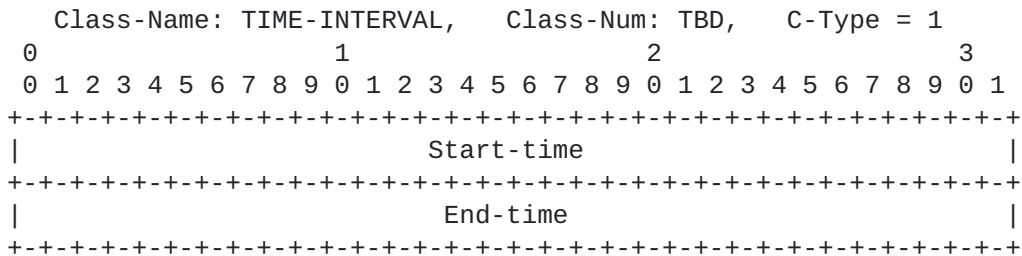 Class-Name: TIME-INTERVAL,   Class-Num: TBD,   C-Type = 1
 0                   1                   2                   3
 0 1 2 3 4 5 6 7 8 9 0 1 2 3 4 5 6 7 8 9 0 1 2 3 4 5 6 7 8 9 0 1
+-+-+-+-+-+-+-+-+-+-+-+-+-+-+-+-+-+-+-+-+-+-+-+-+-+-+-+-+-+-+-+-+
|                          Start-time                           |
+-+-+-+-+-+-+-+-+-+-+-+-+-+-+-+-+-+-+-+-+-+-+-+-+-+-+-+-+-+-+-+-+
|                           End-time                            |
+-+-+-+-+-+-+-+-+-+-+-+-+-+-+-+-+-+-+-+-+-+-+-+-+-+-+-+-+-+-+-+-+